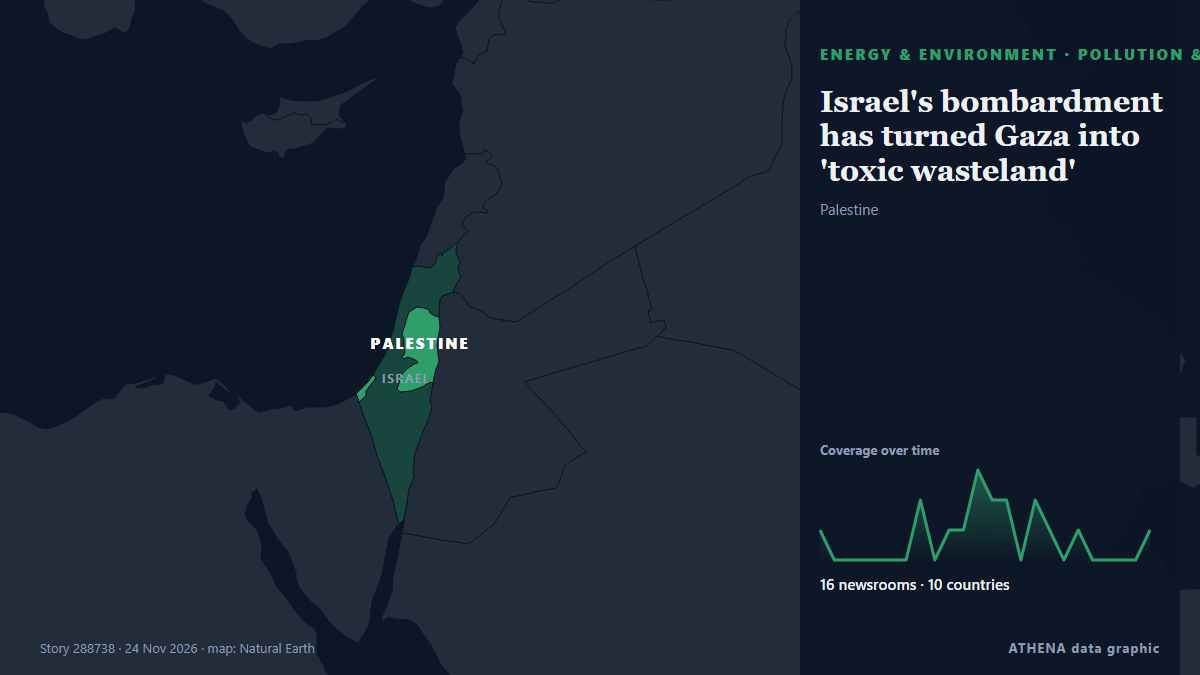 ENERGY & ENVIRONMENT · POLLUTION &
Israel's bombardment
has turned Gaza into
'toxic wasteland'
Palestine
PALESTINE
ISRAEL
Coverage over time
16 newsrooms · 10 countries
Story 288738 · 24 Nov 2026 · map: Natural Earth
ATHENA data graphic